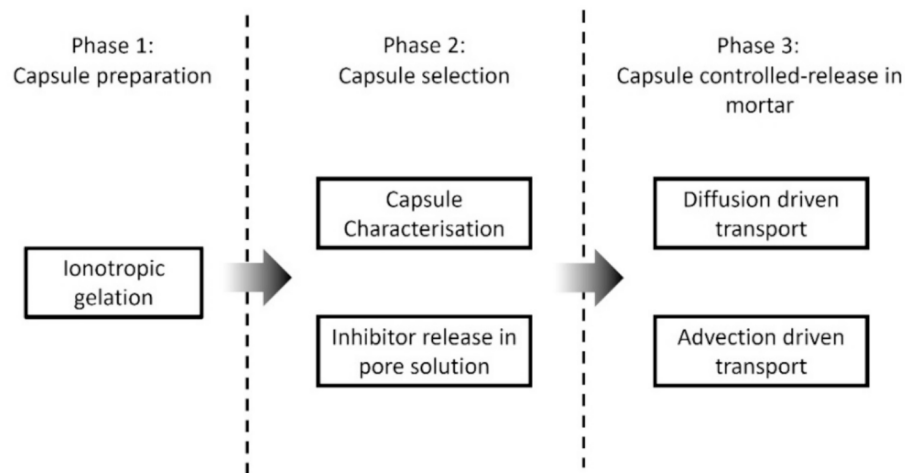 Phase 1:
Capsule preparation
Ionotropic
gelation
Phase 2:
Capsule selection
Capsule
Characterisation
Inhibitor release in
pore solution
Phase 3:
Capsule controlled-release in
mortar
Diffusion driven
transport
Advection driven
transport